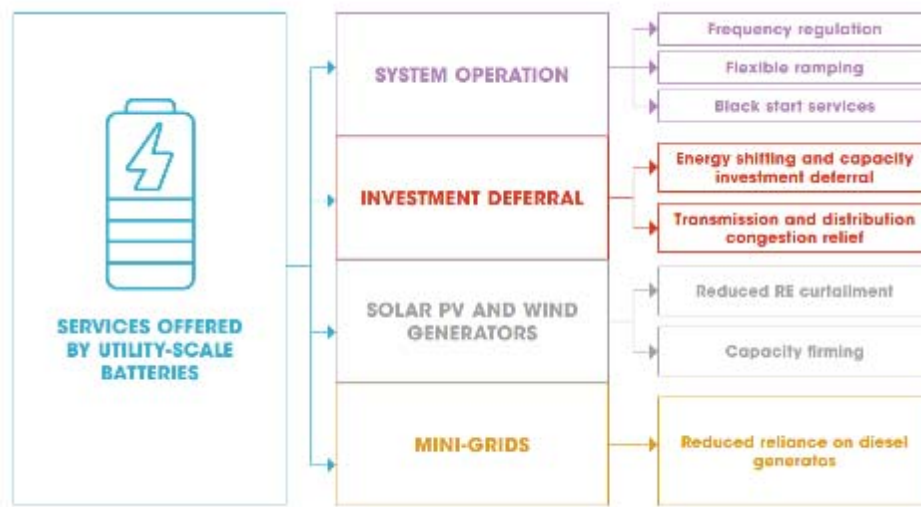 SERVICES OFFERED
BY UTILITY-SCALE
BATTERIES
SYSTEM OPERATION
Frequency regulation
Flexible ramping
Black start services
INVESTMENT DEFERRAL
Energy shifting and capacity
investment deferral
Transmission and distribution
congestion relief
SOLAR PV AND WIND
GENERATORS
Reduced RE curtailment
Capacity firming
MINI-GRIDS
Reduced reliance on diesel
generatos